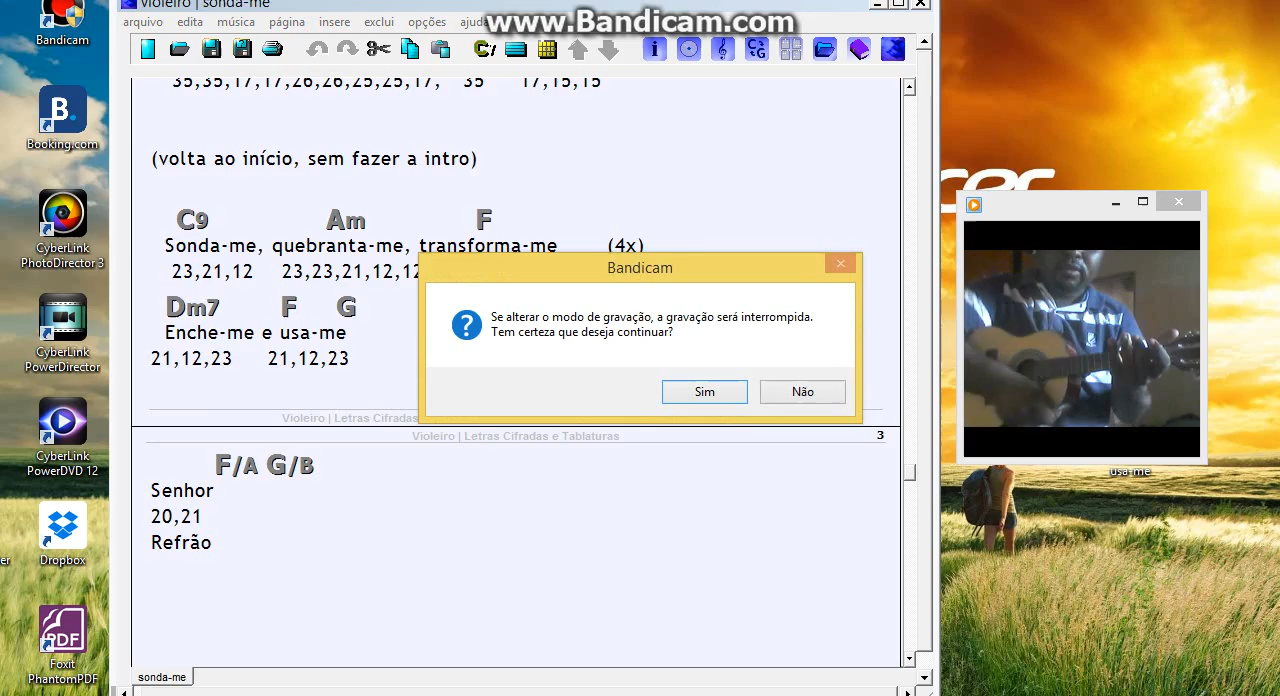 www.Bandicam.com
Violeiro | sonda-me
arquivo edita música página insere exclui opções ajuda
35,35,17,17,26,26,25,25,17, 35 17,15,15
(volta ao início, sem fazer a intro)
C9 Am F
Sonda-me, quebranta-me, transforma-me (4x)
23,21,12 23,23,21,12,12
Dm7 F G
Enche-me e usa-me
21,12,23 21,12,23
Violeiro | Letras Cifradas
Violeiro | Letras Cifradas e Tablaturas 3
F/A G/B
Senhor
20,21
Refrão
sonda-me
Bandicam
Se alterar o modo de gravação, a gravação será interrompida.
Tem certeza que deseja continuar?
Sim Não
Bandicam
B.
Booking.com
CyberLink
PhotoDirector 3
CyberLink
PowerDirector
CyberLink
PowerDVD 12
Dropbox
PDF
Foxit
PhantomPDF
er
acer
usa-me